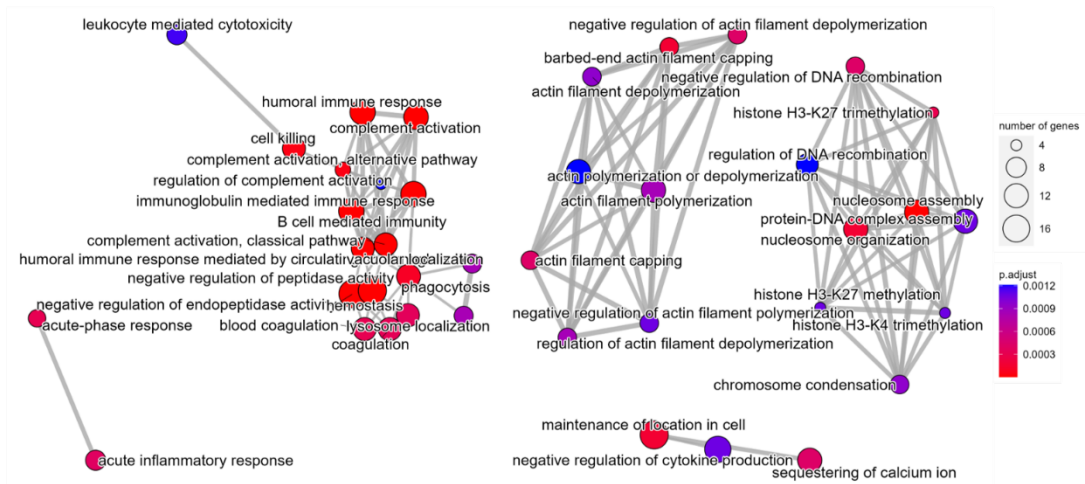 leukocyte mediated cytotoxicity
humoral immune response
complement activation
cell killing
complement activation, alternative pathway
regulation of complement activation
immunoglobulin mediated immune response
B cell mediated immunity
complement activation, classical pathway
humoral immune response mediated by circulati
vacuolar
localization
negative regulation of peptidase activity
phagocytosis
negative regulation of endopeptidase activi
hemostasis
acute-phase response
blood coagulation
lysosome localization
coagulation
acute inflammatory response
negative regulation of actin filament depolymerization
barbed-end actin filament capping
negative regulation of DNA recombination
actin filament depolymerization
histone H3-K27 trimethylation
regulation of DNA recombination
actin polymerization or depolymerization
actin filament polymerization
nucleosome assembly
protein-DNA complex assembly
nucleosome organization
actin filament capping
histone H3-K27 methylation
negative regulation of actin filament polymerization
histone H3-K4 trimethylation
regulation of actin filament depolymerization
chromosome condensation
maintenance of location in cell
negative regulation of cytokine production
sequestering of calcium ion
number of genes
4
8
12
16
p.adjust
0.0012
0.0009
0.0006
0.0003